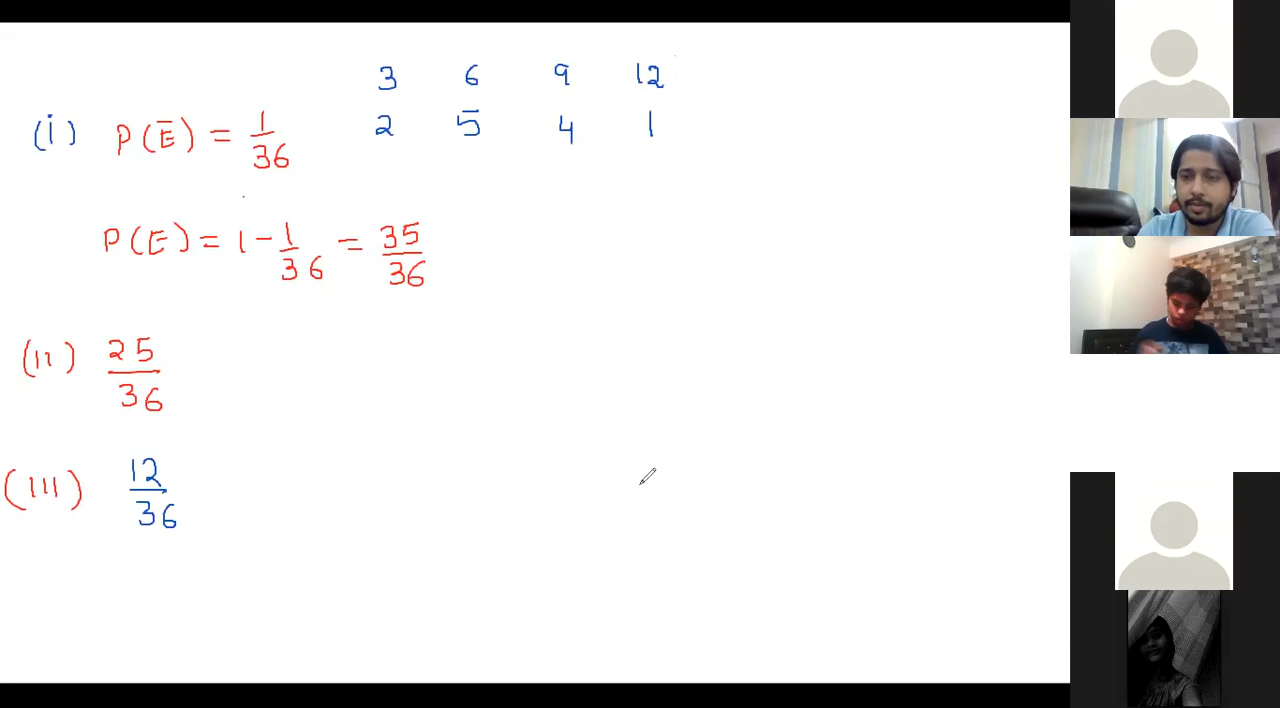 3 6 9 12
2 5 4 1
(i) P(E̅) = 1/36
P(E) = 1 - 1/36 = 35/36
(ii) 25/36
(iii) 12/36